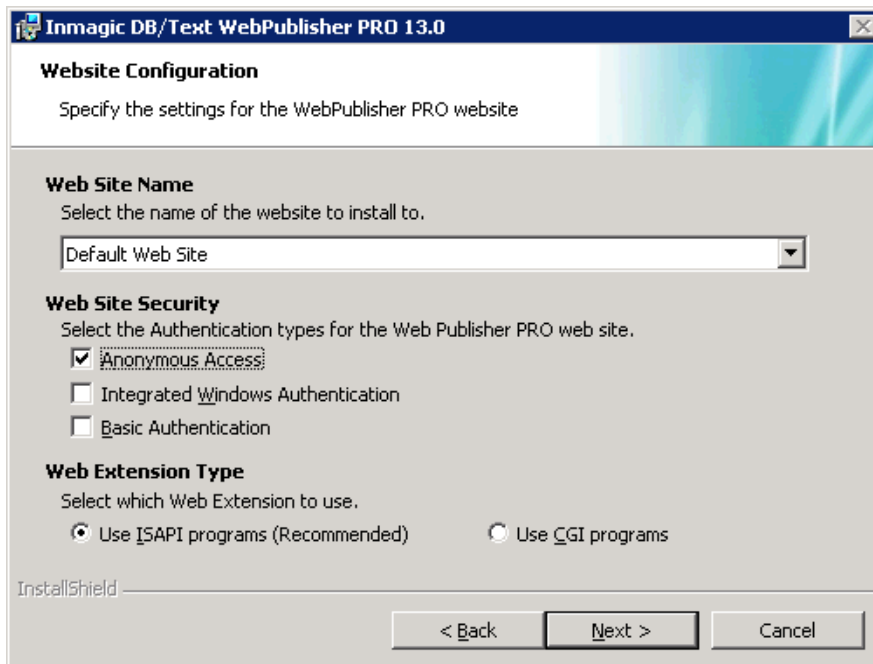 Inmagic DB/Text WebPublisher PRO 13.0
Website Configuration
Specify the settings for the WebPublisher PRO website
Web Site Name
Select the name of the website to install to.
Default Web Site
Web Site Security
Select the Authentication types for the Web Publisher PRO web site.
Anonymous Access
Integrated Windows Authentication
Basic Authentication
Web Extension Type
Select which Web Extension to use.
Use ISAPI programs (Recommended) Use CGI programs
InstallShield
< Back Next > Cancel